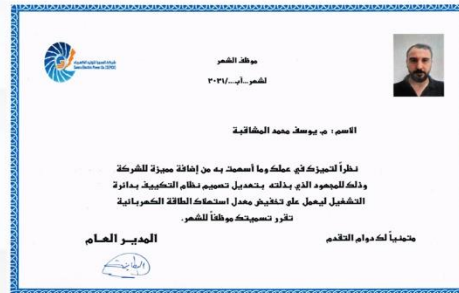 موظف الشهر
لشهر...آب.../٢٠٢١
الاسم: م يوسف محمد المشاقبة
نظراً لتميزك في عملك وما أسهمت به من إضافة مميزة للشركة
وذلك للمجهود الذي بذلته بتعديل تصميم نظام التكييف بدائرة
التشغيل ليعمل على تخفيض معدل استهلاك الطاقة الكهربائية
تقرر تسميتك موظفاً للشهر.
متمنياً لك دوام التقدم
المدير العام